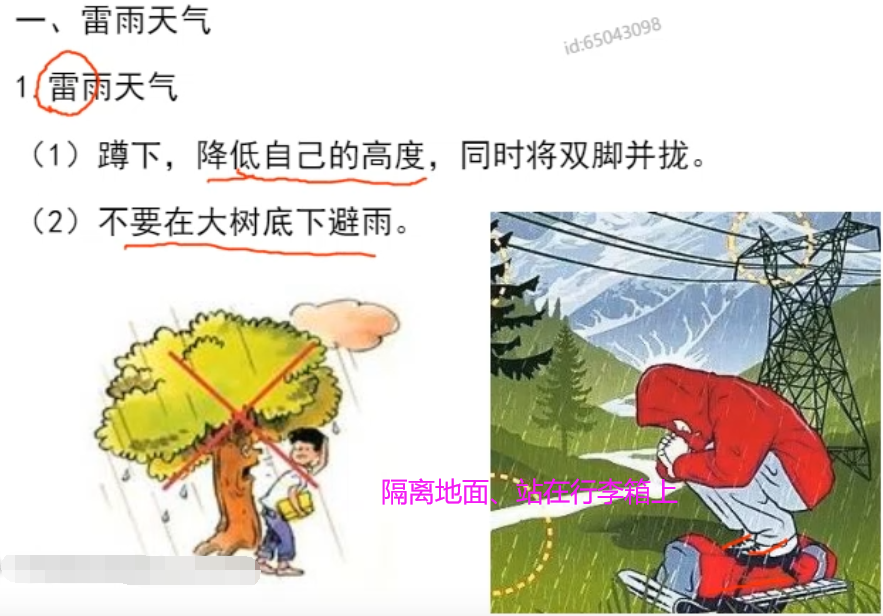 一、雷雨天气
id:65043098
1.雷雨天气
（1）蹲下，降低自己的高度，同时将双脚并拢。
（2）不要在大树底下避雨。
隔离地面、站在行李箱上